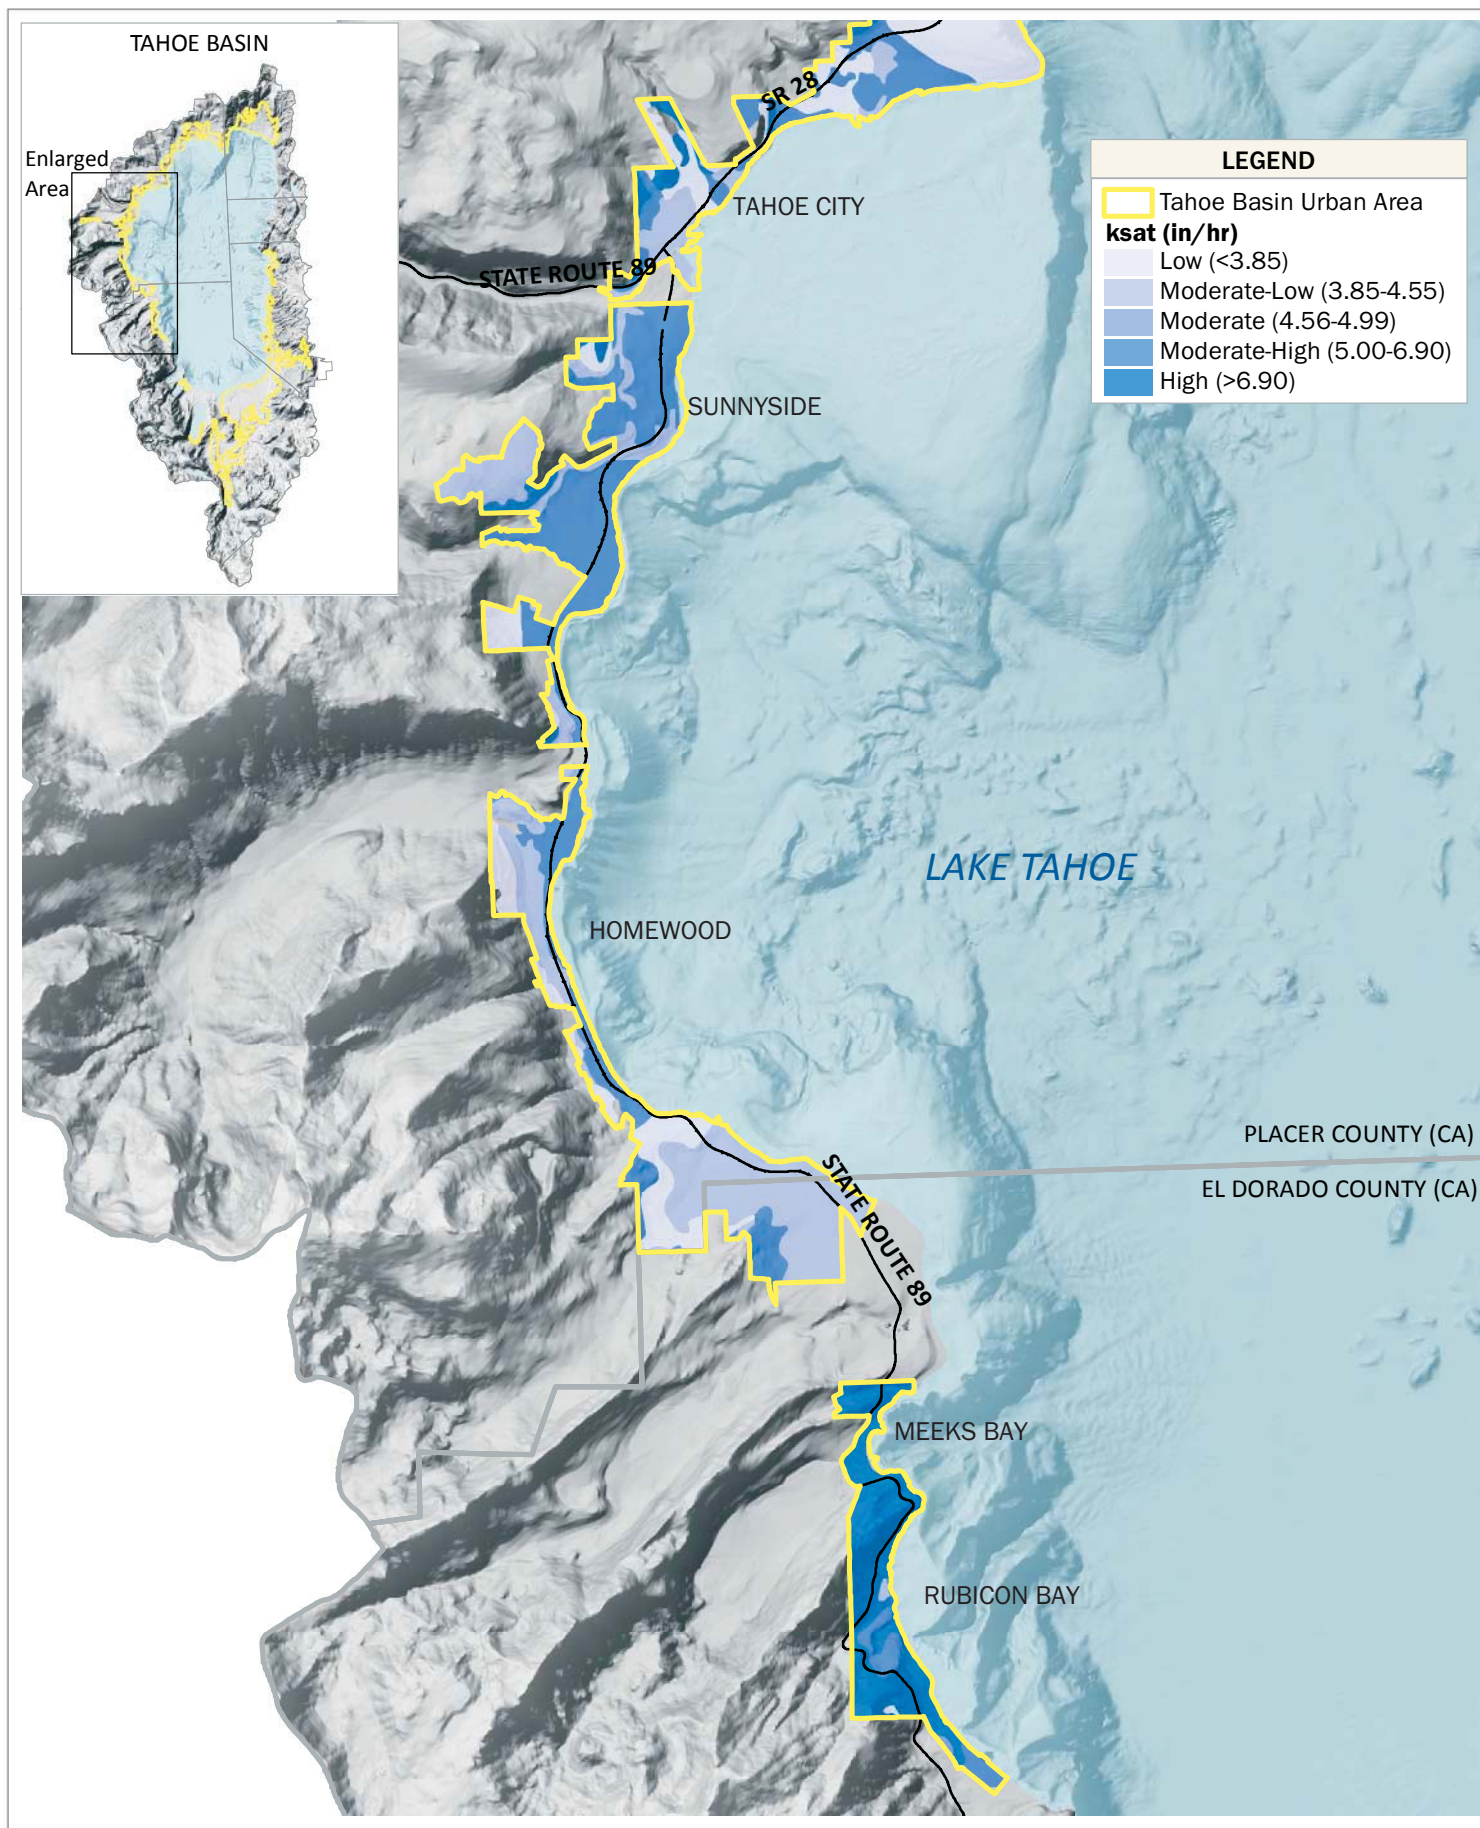 TAHOE BASIN
Enlarged
Area
SR 28
LEGEND
Tahoe Basin Urban Area
ksat (in/hr)
Low (<3.85)
Moderate-Low (3.85-4.55)
Moderate (4.56-4.99)
Moderate-High (5.00-6.90)
High (>6.90)
TAHOE CITY
STATE ROUTE 89
SUNNYSIDE
LAKE TAHOE
HOMEWOOD
PLACER COUNTY (CA)
EL DORADO COUNTY (CA)
STATE ROUTE 89
MEEKS BAY
RUBICON BAY